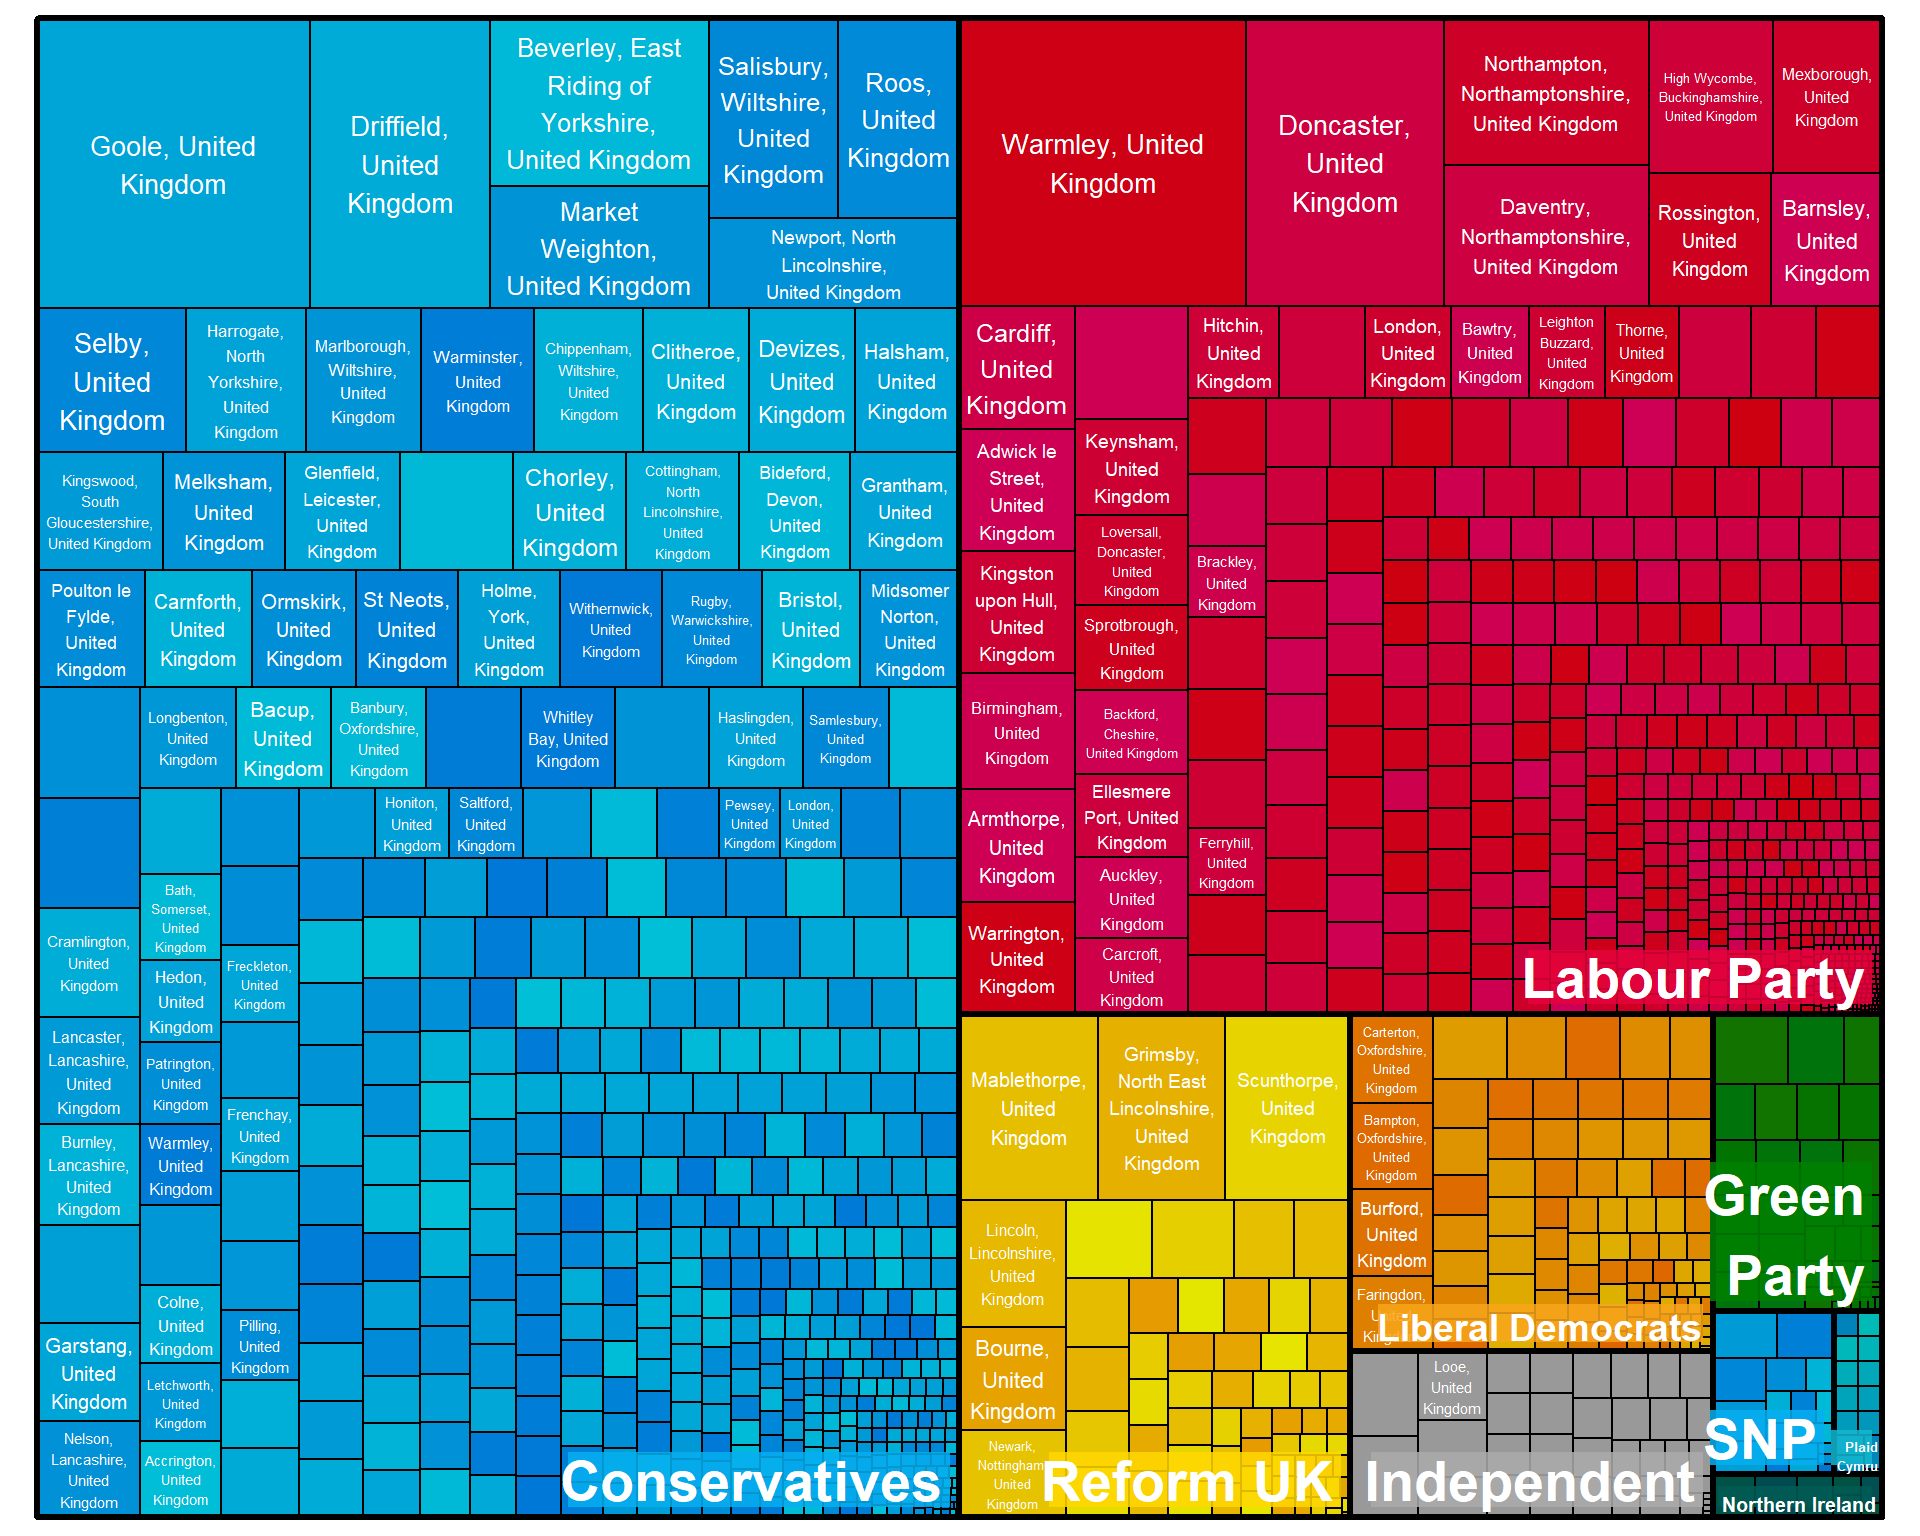 Goole, United
Kingdom
Driffield,
United
Kingdom
Beverley, East
Riding of
Yorkshire,
United Kingdom
Market
Weighton,
United Kingdom
Salisbury,
Wiltshire,
United
Kingdom
Roos,
United
Kingdom
Newport, North
Lincolnshire,
United Kingdom
Selby,
United
Kingdom
Harrogate,
North
Yorkshire,
United
Kingdom
Marlborough,
Wiltshire,
United
Kingdom
Warminster,
United
Kingdom
Chippenham,
Wiltshire,
United
Kingdom
Clitheroe,
United
Kingdom
Devizes,
United
Kingdom
Halsham,
United
Kingdom
Kingswood,
South
Gloucestershire,
United Kingdom
Melksham,
United
Kingdom
Glenfield,
Leicester,
United
Kingdom
Chorley,
United
Kingdom
Cottingham,
North
Lincolnshire,
United
Kingdom
Bideford,
Devon,
United
Kingdom
Grantham,
United
Kingdom
Poulton le
Fylde,
United
Kingdom
Carnforth,
United
Kingdom
Ormskirk,
United
Kingdom
St Neots,
United
Kingdom
Holme,
York,
United
Kingdom
Withernwick,
United
Kingdom
Rugby,
Warwickshire,
United
Kingdom
Bristol,
United
Kingdom
Midsomer
Norton,
United
Kingdom
Longbenton,
United
Kingdom
Bacup,
United
Kingdom
Banbury,
Oxfordshire,
United
Kingdom
Whitley
Bay, United
Kingdom
Haslingden,
United
Kingdom
Samlesbury,
United
Kingdom
Honiton,
United
Kingdom
Saltford,
United
Kingdom
Pewsey,
United
Kingdom
London,
United
Kingdom
Bath,
Somerset,
United
Kingdom
Cramlington,
United
Kingdom
Hedon,
United
Kingdom
Freckleton,
United
Kingdom
Lancaster,
Lancashire,
United
Kingdom
Patrington,
United
Kingdom
Frenchay,
United
Kingdom
Burnley,
Lancashire,
United
Kingdom
Warmley,
United
Kingdom
Colne,
United
Kingdom
Pilling,
United
Kingdom
Garstang,
United
Kingdom
Letchworth,
United
Kingdom
Nelson,
Lancashire,
United
Kingdom
Accrington,
United
Kingdom
Conservatives
Warmley, United
Kingdom
Doncaster,
United
Kingdom
Northampton,
Northamptonshire,
United Kingdom
Daventry,
Northamptonshire,
United Kingdom
High Wycombe,
Buckinghamshire,
United Kingdom
Mexborough,
United
Kingdom
Rossington,
United
Kingdom
Barnsley,
United
Kingdom
Cardiff,
United
Kingdom
Hitchin,
United
Kingdom
London,
United
Kingdom
Bawtry,
United
Kingdom
Leighton
Buzzard,
United
Kingdom
Thorne,
United
Kingdom
Adwick le
Street,
United
Kingdom
Keynsham,
United
Kingdom
Loversall,
Doncaster,
United
Kingdom
Kingston
upon Hull,
United
Kingdom
Brackley,
United
Kingdom
Sprotbrough,
United
Kingdom
Birmingham,
United
Kingdom
Backford,
Cheshire,
United Kingdom
Armthorpe,
United
Kingdom
Ellesmere
Port, United
Kingdom
Ferryhill,
United
Kingdom
Auckley,
United
Kingdom
Warrington,
United
Kingdom
Carcroft,
United
Kingdom
Labour Party
Mablethorpe,
United
Kingdom
Grimsby,
North East
Lincolnshire,
United
Kingdom
Scunthorpe,
United
Kingdom
Lincoln,
Lincolnshire,
United
Kingdom
Bourne,
United
Kingdom
Newark,
Nottingham
United
Kingdom
Reform UK
Carterton,
Oxfordshire,
United
Kingdom
Bampton,
Oxfordshire,
United
Kingdom
Burford,
United
Kingdom
Faringdon,
United
Kingdom
Liberal Democrats
Looe,
United
Kingdom
Independent
Green
Party
SNP
Plaid
Cymru
Northern Ireland